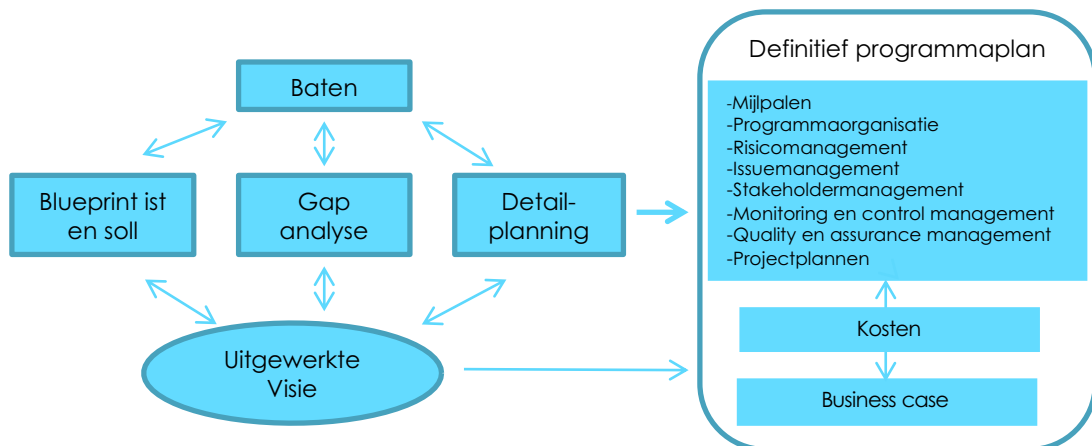 Baten
Blueprint ist
en soll
Gap
analyse
Detail-
planning
Uitgewerkte
Visie
Definitief programmaplan
-Mijlpalen
-Programmaorganisatie
-Risicomanagement
-Issuemanagement
-Stakeholdermanagement
-Monitoring en control management
-Quality en assurance management
-Projectplannen
Kosten
Business case